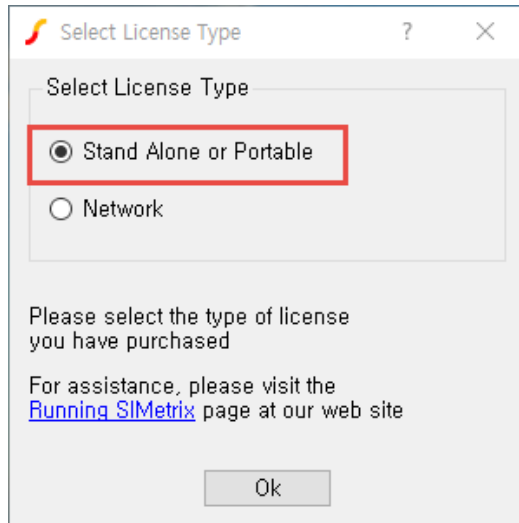 Select License Type
?
Select License Type
Stand Alone or Portable
Network
Please select the type of license
you have purchased
For assistance, please visit the
Running SIMetrix page at our web site
Ok